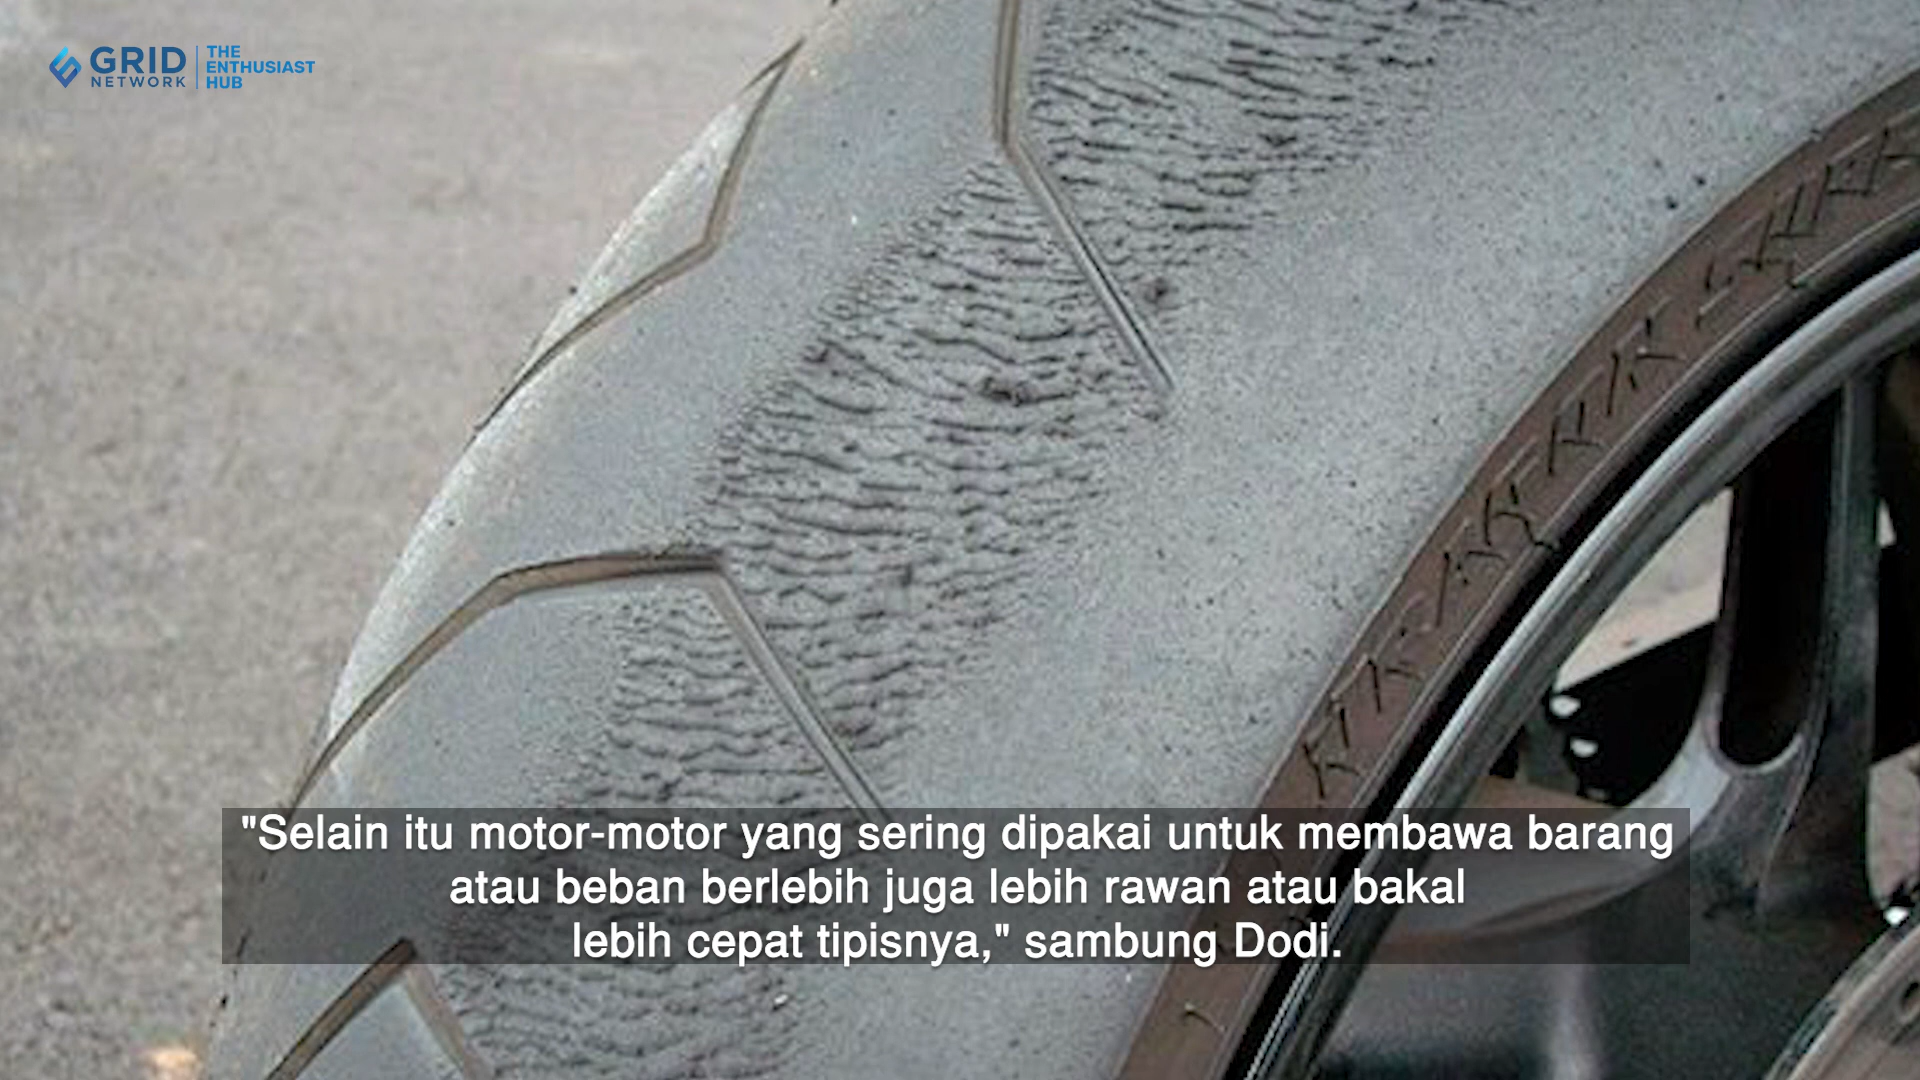 GRID
NETWORK
THE
ENTHUSIAST
HUB
"Selain itu motor-motor yang sering dipakai untuk membawa barang
atau beban berlebih juga lebih rawan atau bakal
lebih cepat tipisnya," sambung Dodi.